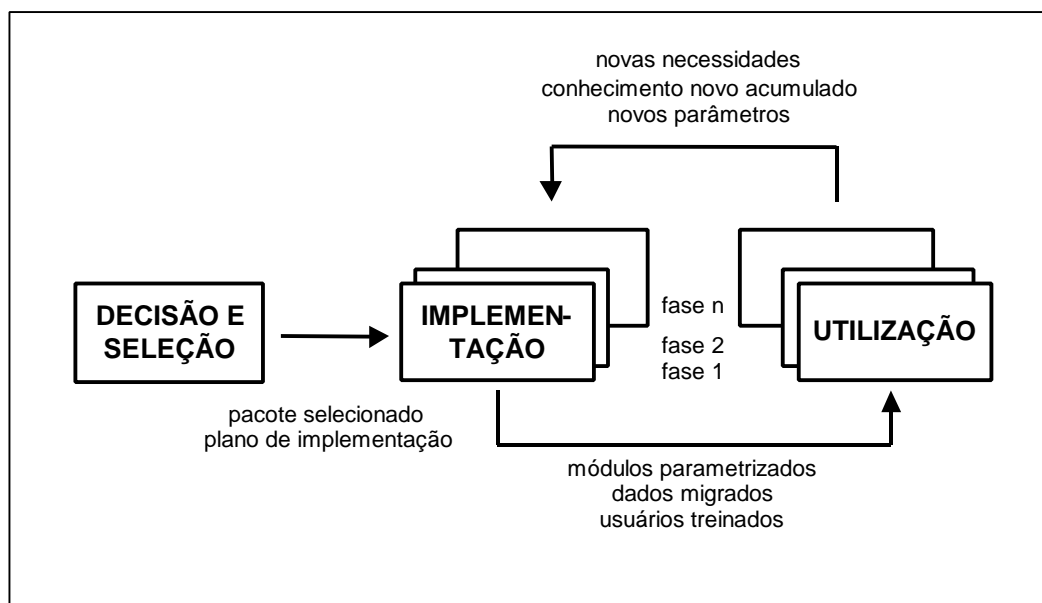 novas necessidades
conhecimento novo acumulado
novos parâmetros
DECISÃO E
SELEÇÃO
IMPLEMEN-
TAÇÃO
fase n
fase 2
fase 1
UTILIZAÇÃO
pacote selecionado
plano de implementação
módulos parametrizados
dados migrados
usuários treinados